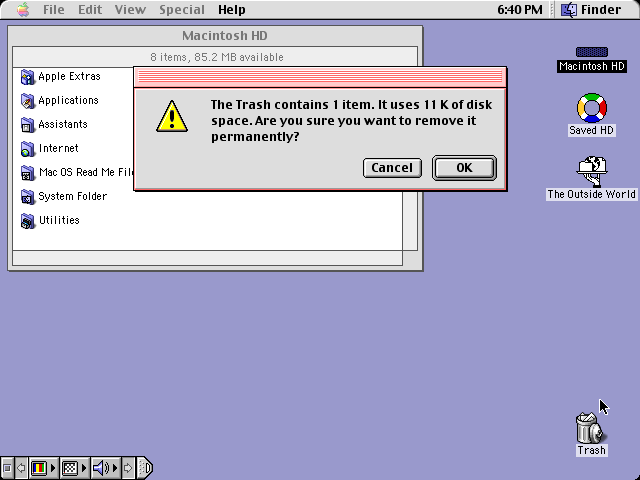 File Edit View Special Help 6:40 PM Finder
Macintosh HD
8 items, 85.2 MB available
Apple Extras
Applications
Assistants
Internet
Mac OS Read Me Fil
System Folder
Utilities
The Trash contains 1 item. It uses 11 K of disk
space. Are you sure you want to remove it
permanently?
Cancel OK
Macintosh HD
Saved HD
The Outside World
Trash